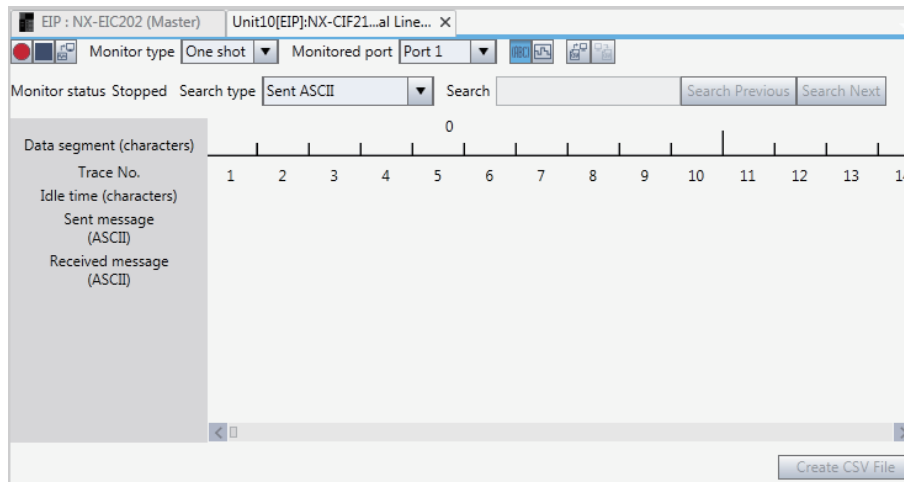 EIP : NX-EIC202 (Master) Unit10[EIP]:NX-CIF21...al Line...
Monitor type One shot Monitored port Port 1 ABC
Monitor status Stopped Search type Sent ASCII Search Search Previous Search Next
0
Data segment (characters)
Trace No. 1 2 3 4 5 6 7 8 9 10 11 12 13
Idle time (characters)
Sent message
(ASCII)
Received message
(ASCII)
Create CSV File